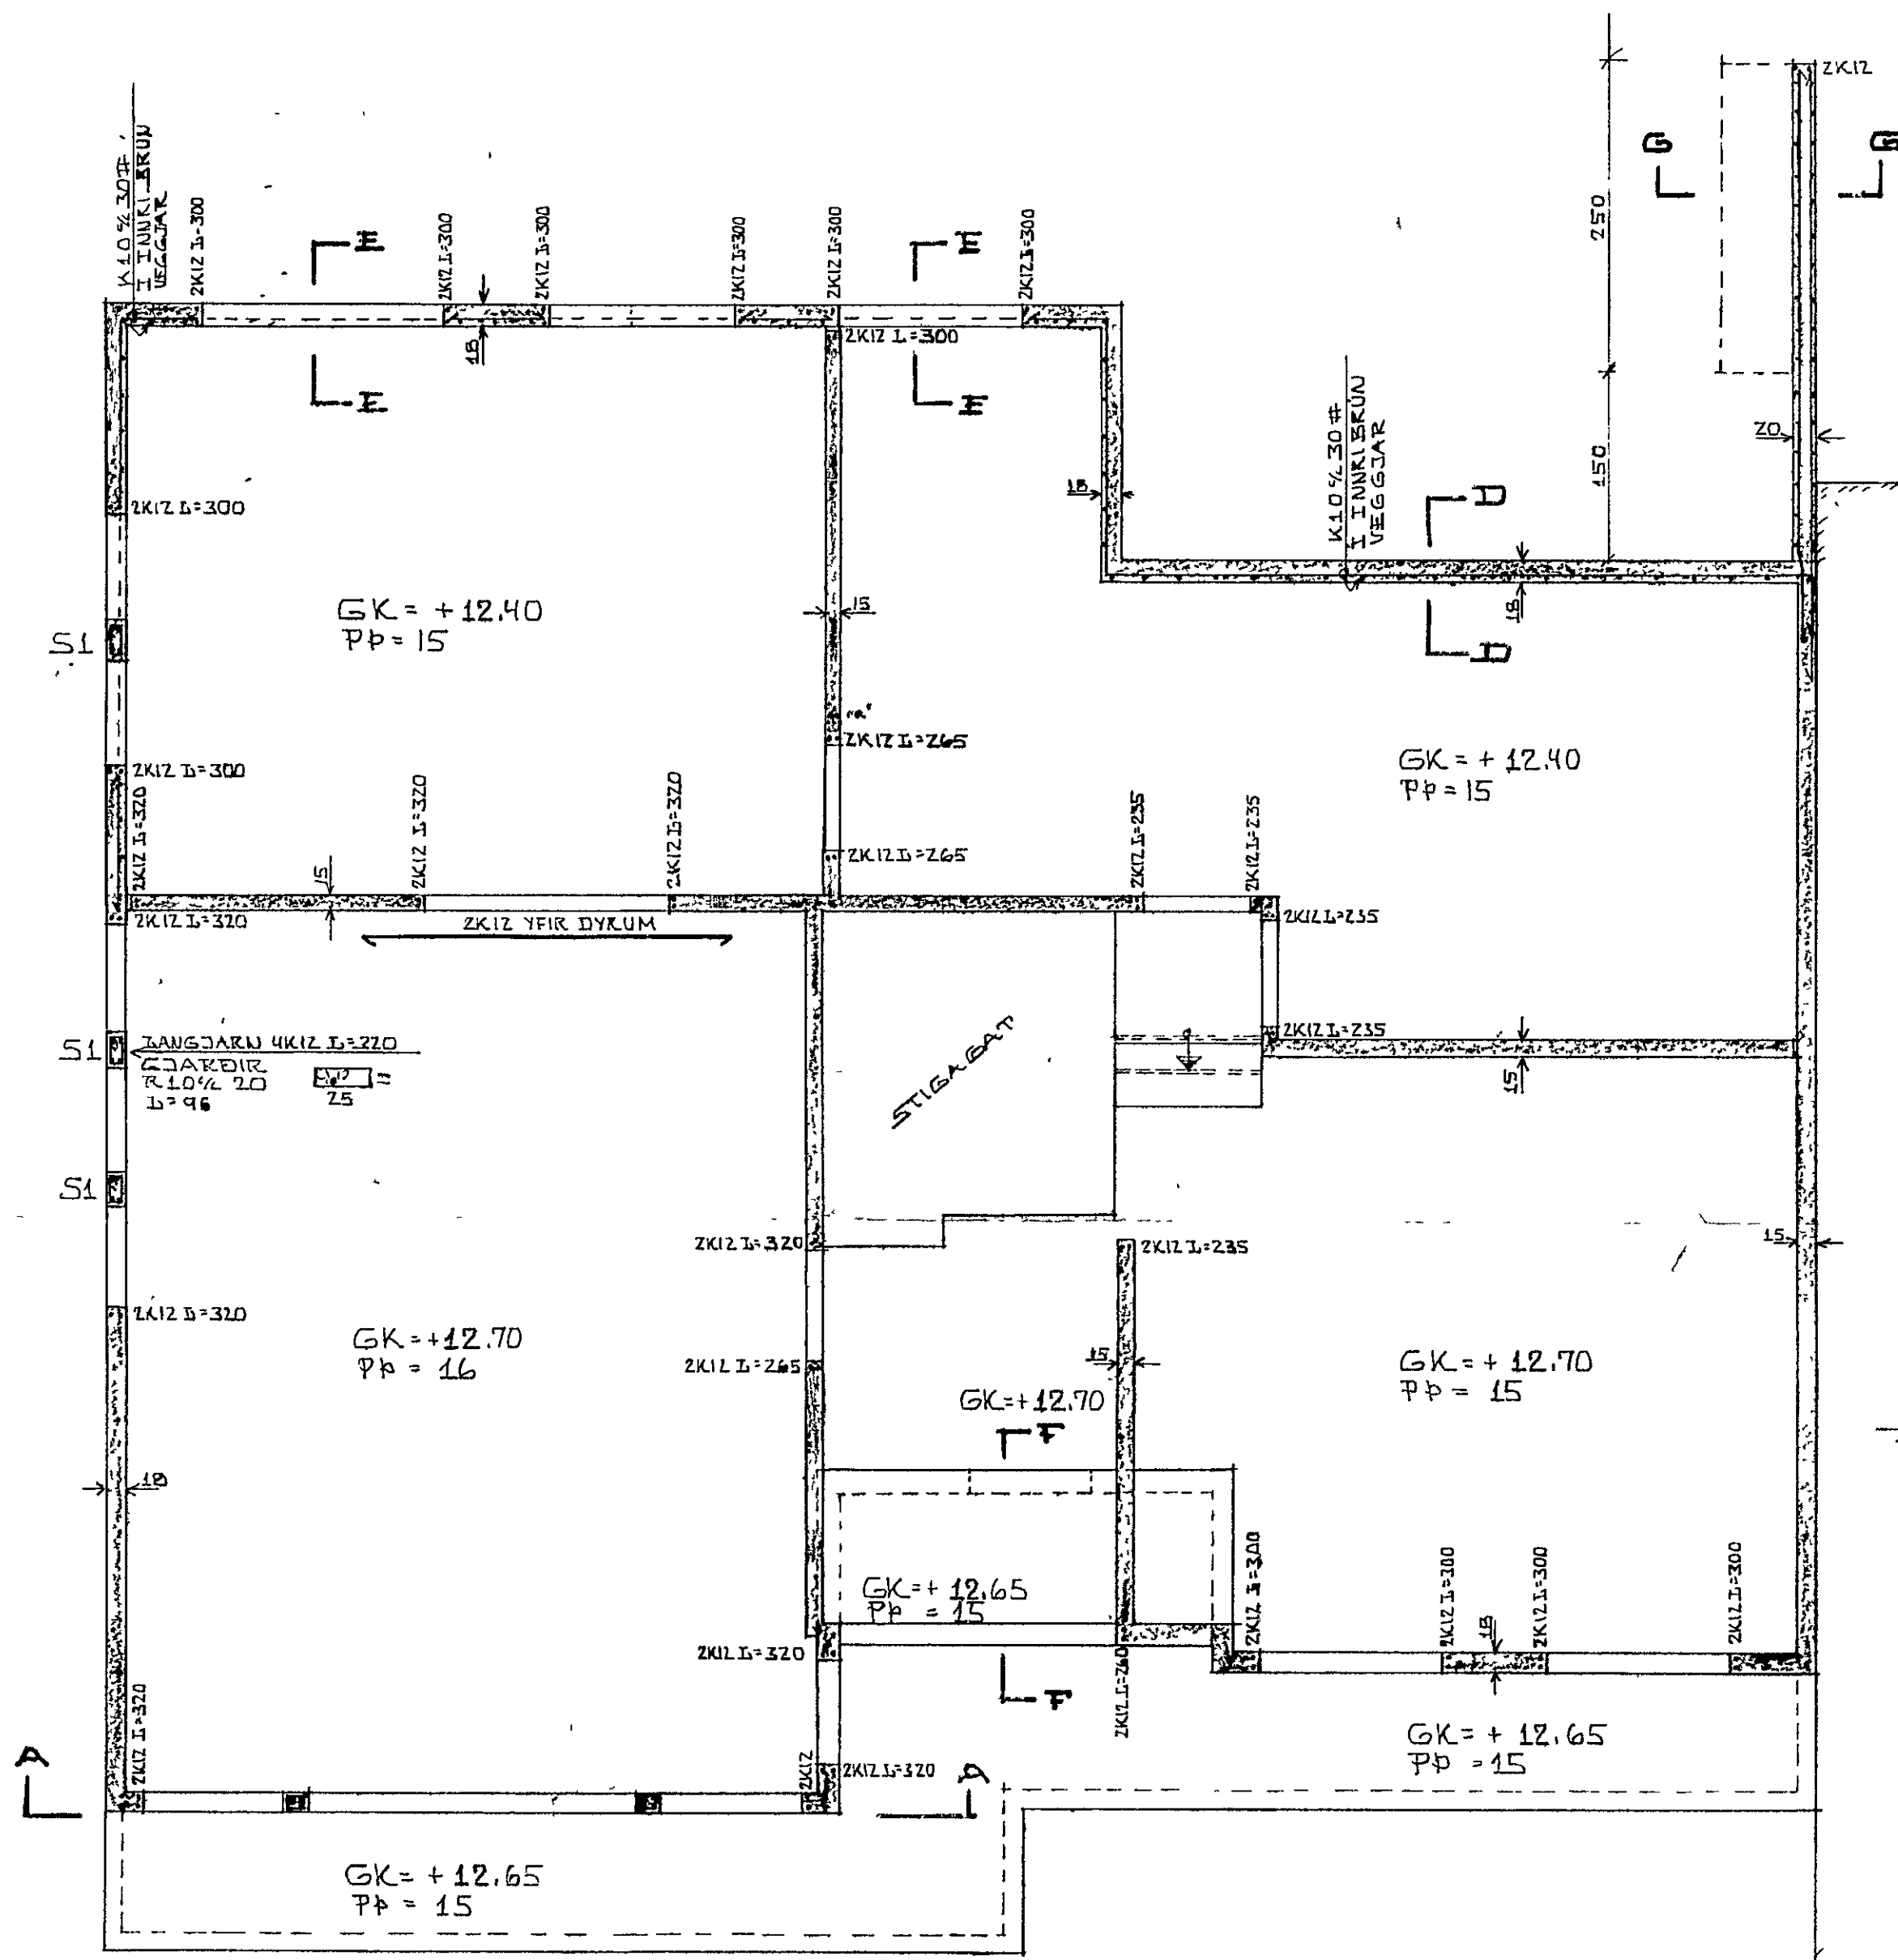 2K12
G G
K10 % 30#
Í INNRI BRUN
VEGGJAR
2K12 L=300
2K12 L=300
2K12 L=300
2K12 L=300
2K12 L=300
2K12 L=300
250
E E
18
2K12 L=300
E E
K10 % 30#
Í INNRI BRUN
VEGGJAR
150
20
18
D
2K12 L=300
GK = + 12.40
Pþ = 15
15
18
D
S1
2K12 L=265
GK = + 12.40
Pþ = 15
2K12 L=300
2K12 L=320
2K12 L=320
2K12 L=320
2K12 L=235
2K12 L=235
2K12 L=265
15
2K12 L=320
2K12 YFIR DYRUM
2K12 L=235
STIGAGAT
2K12 L=235
S1
LANGJARN 4K12 L=220
GJARÐIR
R10 % 20
L=96
25
15
S1
2K12 L=320
2K12 L=235
15
2K12 L=320
GK = +12.70
Pþ = 16
2K12 L=265
15
GK = + 12.70
Pþ = 15
GK = +12.70
F
18
GK = + 12.65
Pþ = 15
2K12 L=300
2K12 L=300
2K12 L=300
2K12 L=300
18
2K12 L=320
2K12 L=260
F
2K12 L=320
GK = + 12.65
Pþ = 15
A
2K12
2K12 L=320
A
GK = + 12.65
Pþ = 15